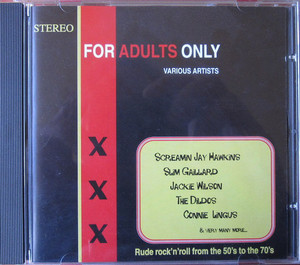 STEREO
FOR ADULTS ONLY
VARIOUS ARTISTS
X
X
X
SCREAMIN JAY HAWKINS
SLIM GAILLARD
JACKIE WILSON
THE DILDOS
CONNIE LINGUS
& VERY MANY MORE...
Rude rock'n'roll from the 50's to the 70's